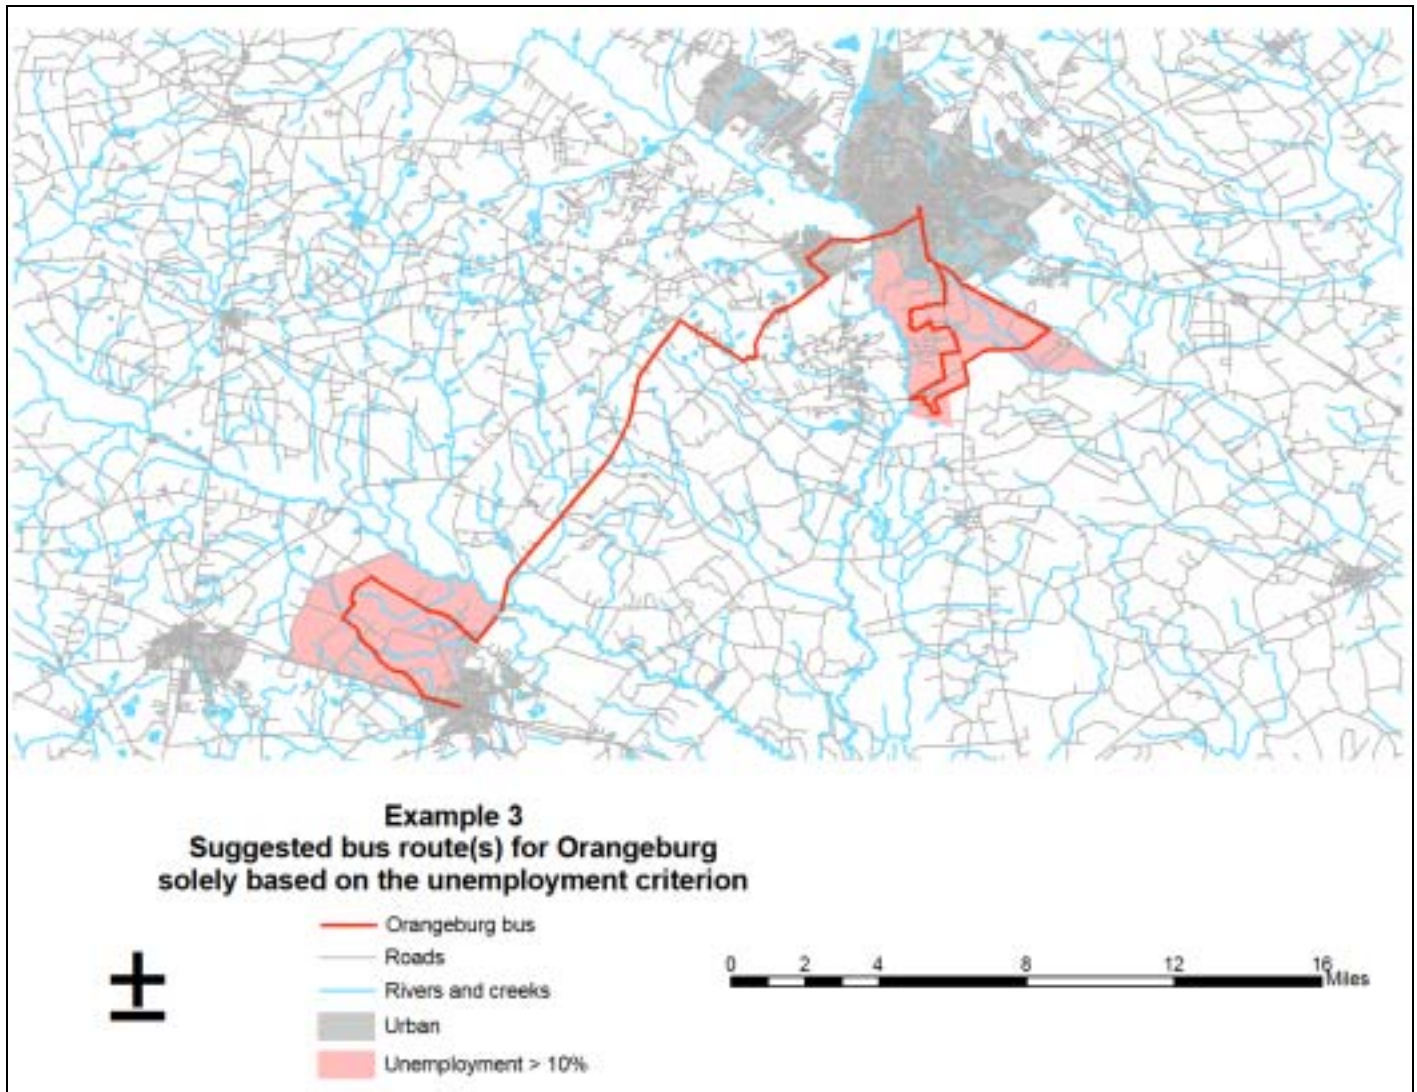 Example 3
Suggested bus route(s) for Orangeburg
solely based on the unemployment criterion
Orangeburg bus
Roads
Rivers and creeks
Urban
Unemployment > 10%
0 2 4 8 12 16
Miles